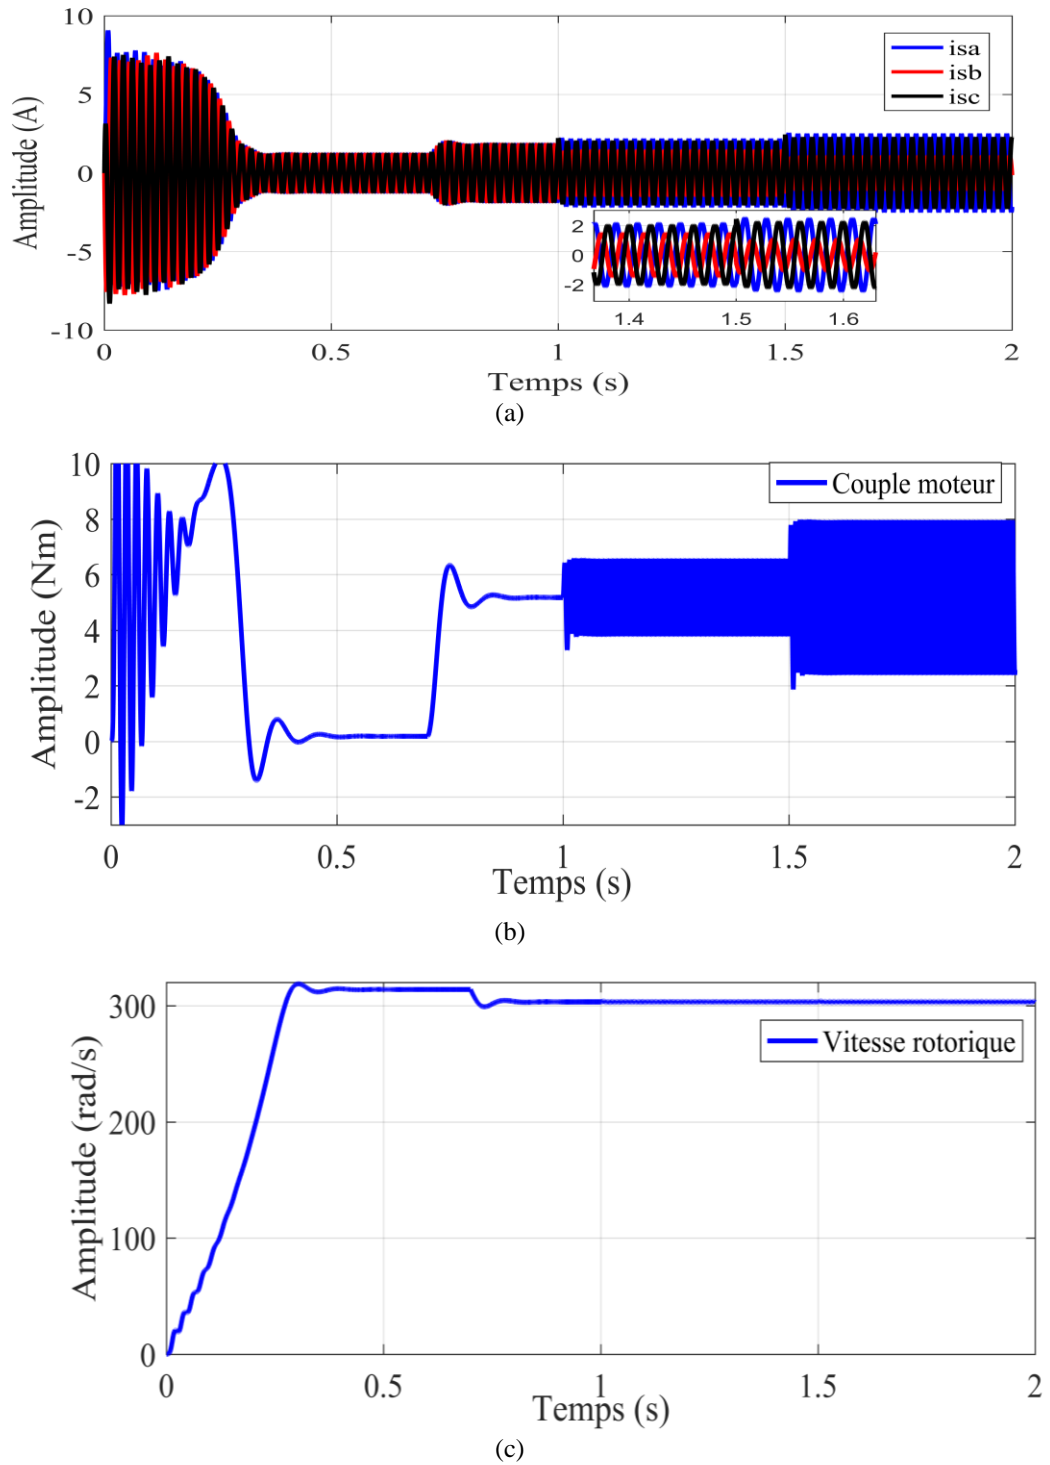 10
5
0
-5
-10
Amplitude (A)
isa
isb
isc
2
0
-2
1.4 1.5 1.6
0 0.5 1 1.5 2
Temps (s)
(a)
10
8
6
4
2
0
-2
Amplitude (Nm)
Couple moteur
0 0.5 1 1.5 2
Temps (s)
(b)
300
200
100
0
Amplitude (rad/s)
Vitesse rotorique
0 0.5 1 1.5 2
Temps (s)
(c)